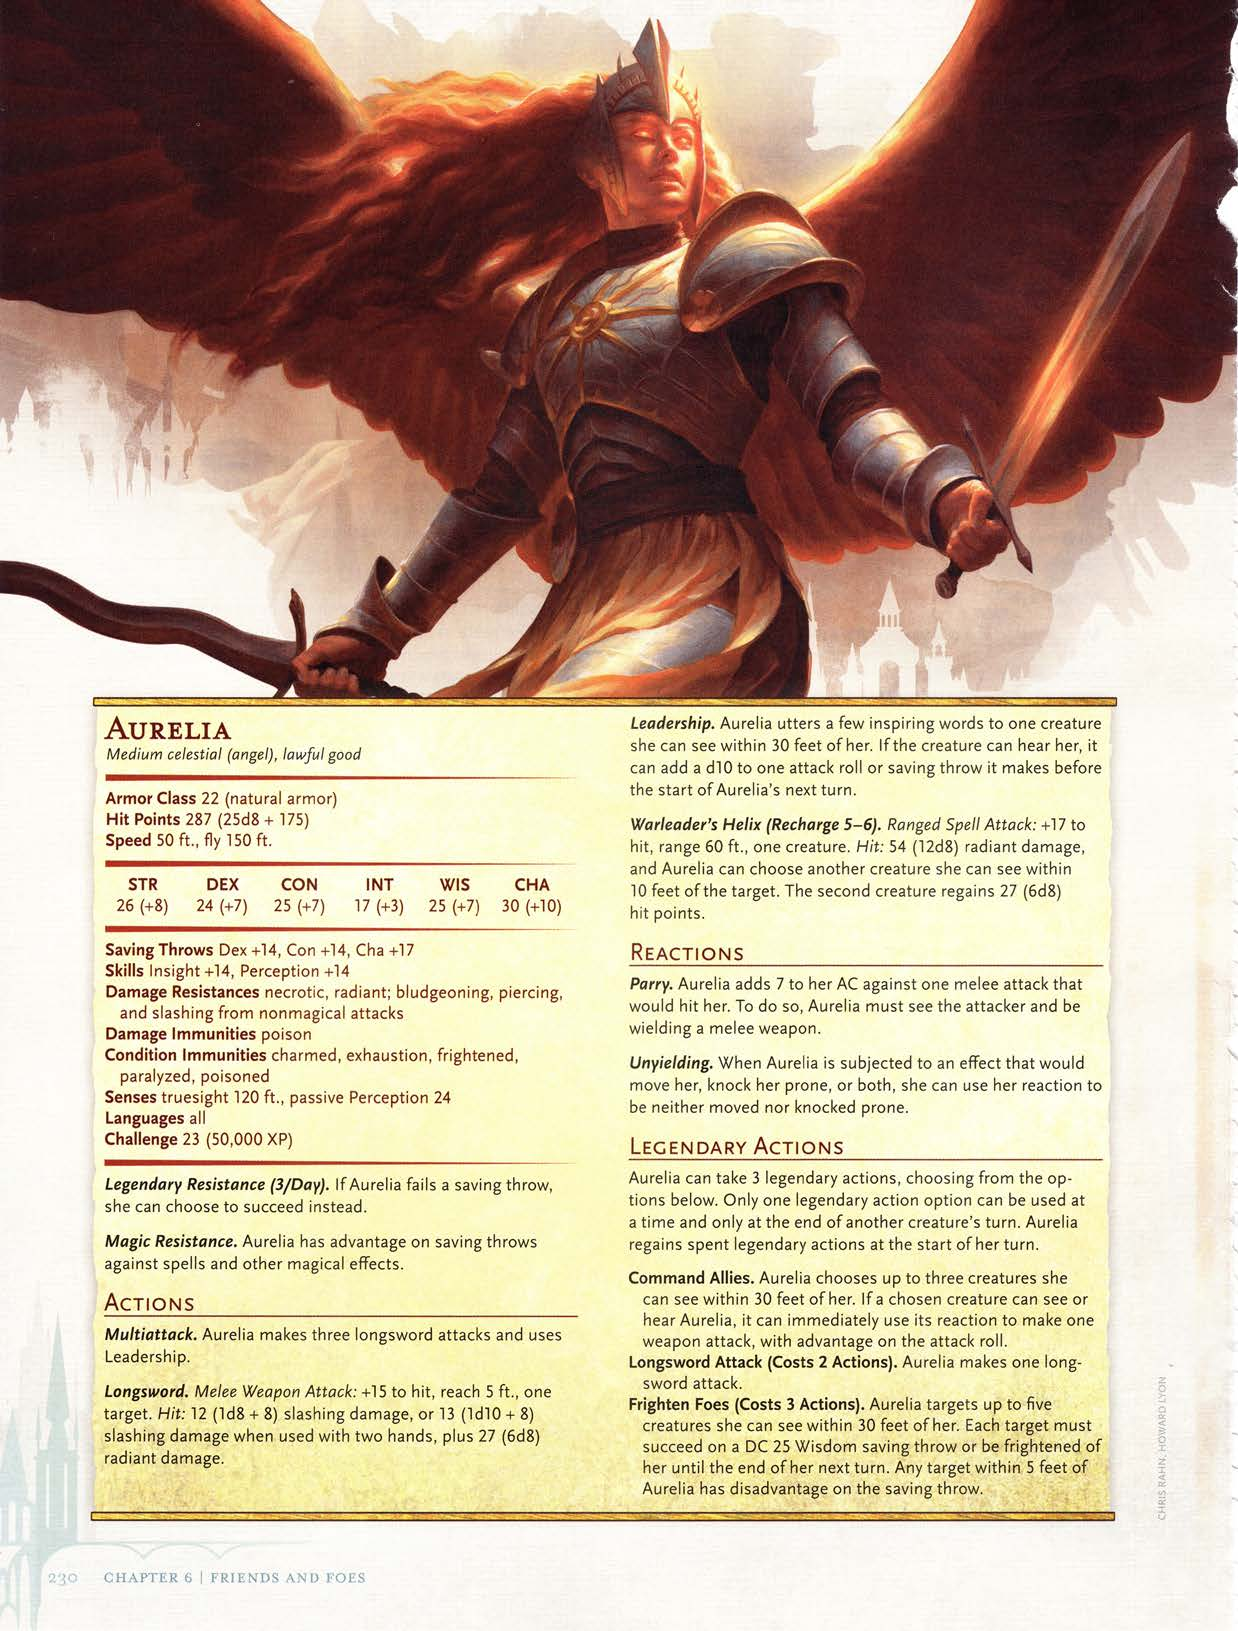 AURELIA
Medium celestial (angel), lawful good
Armor Class 22 (natural armor)
Hit Points 287 (25d8 + 175)
Speed 50 ft., fly 150 ft.
STR DEX CON INT WIS CHA
26 (+8) 24 (+7) 25 (+7) 17 (+3) 25 (+7) 30 (+10)
Saving Throws Dex +14, Con +14, Cha +17
Skills Insight +14, Perception +14
Damage Resistances necrotic, radiant; bludgeoning, piercing,
and slashing from nonmagical attacks
Damage Immunities poison
Condition Immunities charmed, exhaustion, frightened,
paralyzed, poisoned
Senses truesight 120 ft., passive Perception 24
Languages all
Challenge 23 (50,000 XP)
Legendary Resistance (3/Day). If Aurelia fails a saving throw,
she can choose to succeed instead.
Magic Resistance. Aurelia has advantage on saving throws
against spells and other magical effects.
ACTIONS
Multiattack. Aurelia makes three longsword attacks and uses
Leadership.
Longsword. Melee Weapon Attack: +15 to hit, reach 5 ft., one
target. Hit: 12 (1d8 + 8) slashing damage, or 13 (1d10 + 8)
slashing damage when used with two hands, plus 27 (6d8)
radiant damage.
Leadership. Aurelia utters a few inspiring words to one creature
she can see within 30 feet of her. If the creature can hear her, it
can add a d10 to one attack roll or saving throw it makes before
the start of Aurelia's next turn.
Warleader's Helix (Recharge 5–6). Ranged Spell Attack: +17 to
hit, range 60 ft., one creature. Hit: 54 (12d8) radiant damage,
and Aurelia can choose another creature she can see within
10 feet of the target. The second creature regains 27 (6d8)
hit points.
REACTIONS
Parry. Aurelia adds 7 to her AC against one melee attack that
would hit her. To do so, Aurelia must see the attacker and be
wielding a melee weapon.
Unyielding. When Aurelia is subjected to an effect that would
move her, knock her prone, or both, she can use her reaction to
be neither moved nor knocked prone.
LEGENDARY ACTIONS
Aurelia can take 3 legendary actions, choosing from the op-
tions below. Only one legendary action option can be used at
a time and only at the end of another creature's turn. Aurelia
regains spent legendary actions at the start of her turn.
Command Allies. Aurelia chooses up to three creatures she
can see within 30 feet of her. If a chosen creature can see or
hear Aurelia, it can immediately use its reaction to make one
weapon attack, with advantage on the attack roll.
Longsword Attack (Costs 2 Actions). Aurelia makes one long-
sword attack.
Frighten Foes (Costs 3 Actions). Aurelia targets up to five
creatures she can see within 30 feet of her. Each target must
succeed on a DC 25 Wisdom saving throw or be frightened of
her until the end of her next turn. Any target within 5 feet of
Aurelia has disadvantage on the saving throw.
CHRIS RAHN, HOWARD LYON
230 CHAPTER 6 | FRIENDS AND FOES